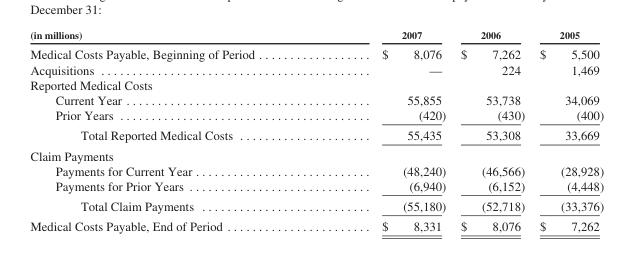 December 31:
(in millions) 2007 2006 2005
Medical Costs Payable, Beginning of Period . . . . . . . . . . . . . . . . . . $ 8,076 $ 7,262 $ 5,500
Acquisitions . . . . . . . . . . . . . . . . . . . . . . . . . . . . . . . . . . . . . . . . . . — 224 1,469
Reported Medical Costs
Current Year . . . . . . . . . . . . . . . . . . . . . . . . . . . . . . . . . . . . . 55,855 53,738 34,069
Prior Years . . . . . . . . . . . . . . . . . . . . . . . . . . . . . . . . . . . . . . (420) (430) (400)
Total Reported Medical Costs . . . . . . . . . . . . . . . . . . . . . 55,435 53,308 33,669
Claim Payments
Payments for Current Year . . . . . . . . . . . . . . . . . . . . . . . . . . . (48,240) (46,566) (28,928)
Payments for Prior Years . . . . . . . . . . . . . . . . . . . . . . . . . . . . (6,940) (6,152) (4,448)
Total Claim Payments . . . . . . . . . . . . . . . . . . . . . . . . . . . (55,180) (52,718) (33,376)
Medical Costs Payable, End of Period . . . . . . . . . . . . . . . . . . . . . . . $ 8,331 $ 8,076 $ 7,262